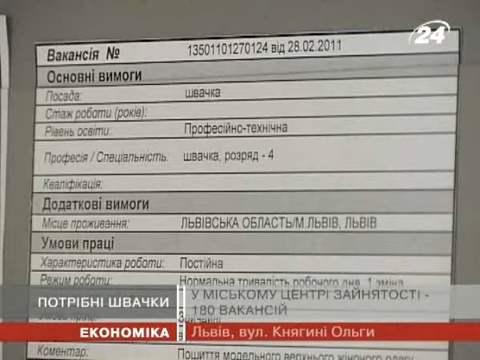 24
Вакансія № 13501101270124 від 28.02.2011
Основні вимоги
Посада: швачка
Стаж роботи (років):
Рівень освіти: Професійно-технічна
Професія / Спеціальність: швачка, розряд - 4
Кваліфікація:
Додаткові вимоги
Місце проживання: ЛЬВІВСЬКА ОБЛАСТЬ/М.ЛЬВІВ, ЛЬВІВ
Умови праці
Характеристика роботи: Постійна
Режим роботи: Нормальна тривалість робочого дня, 1 зміна
ПОТРІБНІ ШВАЧКИ
У МІСЬКОМУ ЦЕНТРІ ЗАЙНЯТОСТІ -
180 ВАКАНСІЙ
ЕКОНОМІКА
Львів, вул. Княгині Ольги
Коментар: Пошиття модельного верхнього жіночого одягу